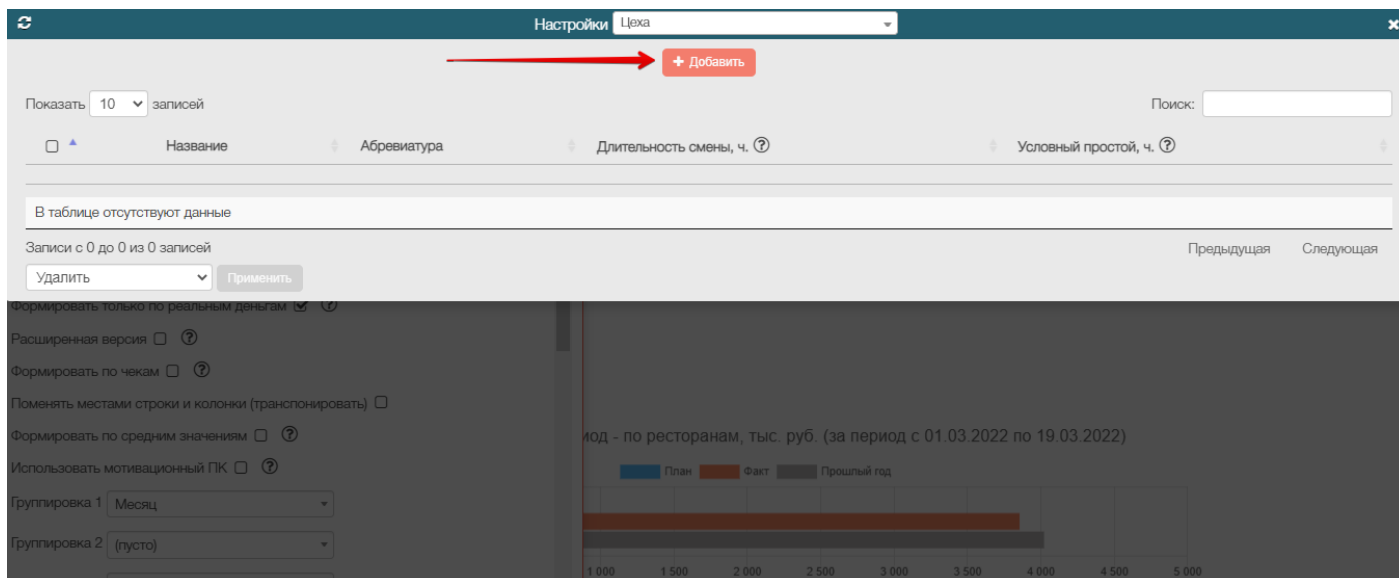 Настройки Цеха
+ Добавить
Показать 10 записей Поиск:
Название Абревиатура Длительность смены, ч. Условный простой, ч.
В таблице отсутствуют данные
Записи с 0 до 0 из 0 записей Предыдущая Следующая
Удалить Применить
Формировать только по реальным деньгам
Расширенная версия
Формировать по чекам
Поменять местами строки и колонки (транспонировать)
Формировать по средним значениям
Использовать мотивационный ПК
Группировка 1 Месяц
Группировка 2 (пусто)
- по ресторанам, тыс. руб. (за период с 01.03.2022 по 19.03.2022)
План Факт Прошлый год
1 000 1 500 2 000 2 500 3 000 3 500 4 000 4 500 5 000